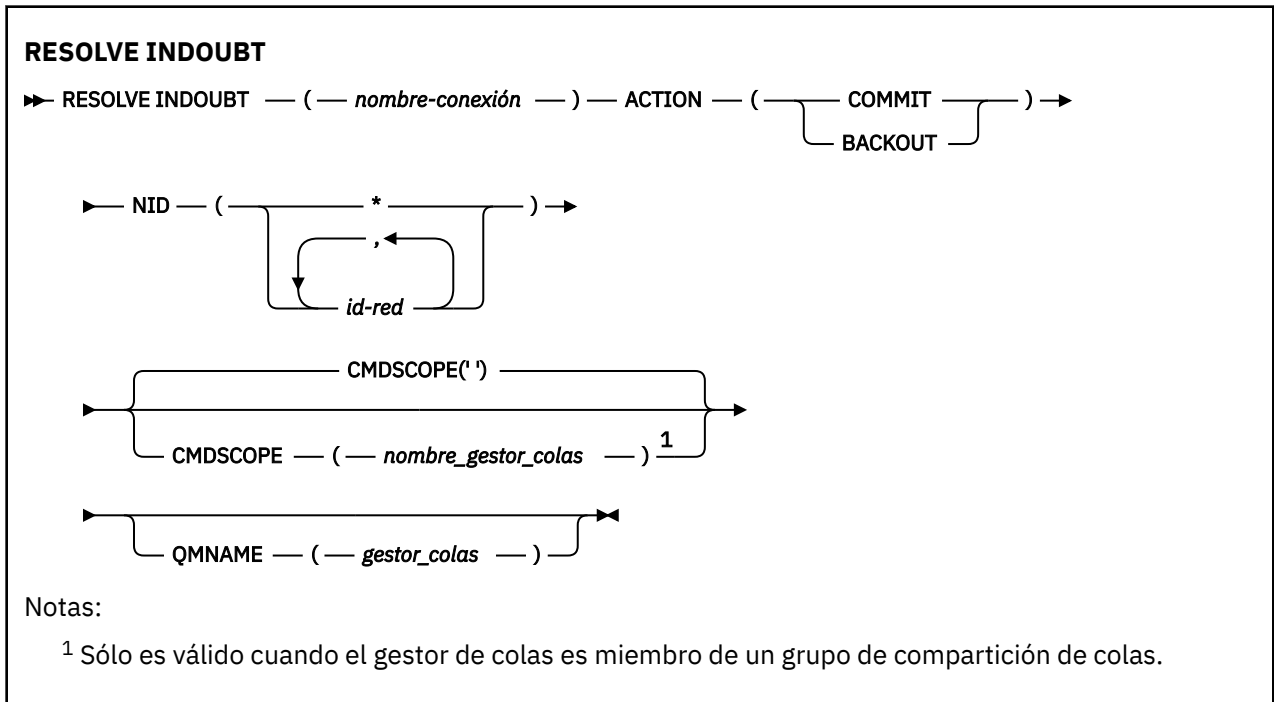 RESOLVE INDOUBT
RESOLVE INDOUBT ( nombre-conexión ) ACTION ( COMMIT )
BACKOUT
NID ( * )
,
id-red
CMDSCOPE(' ')
CMDSCOPE ( nombre_gestor_colas ) 1
QMNAME ( gestor_colas )
Notas:
1 Sólo es válido cuando el gestor de colas es miembro de un grupo de compartición de colas.